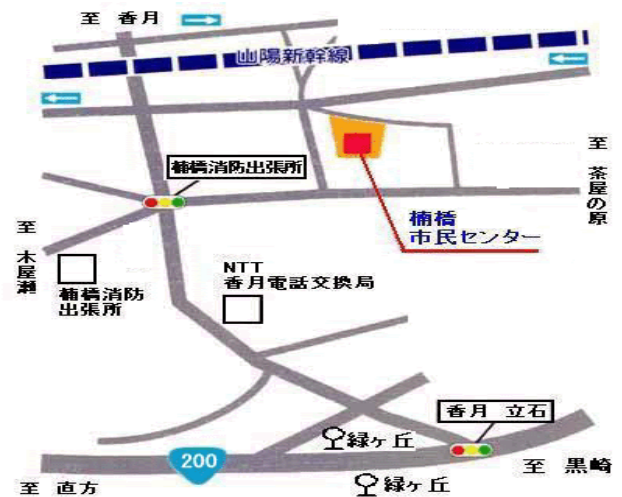 至 香月
山陽新幹線
楠橋消防出張所
至 茶屋の原
楠橋
市民センター
至 木屋瀬
楠橋消防
出張所
NTT
香月電話交換局
香月 立石
緑ヶ丘
200
至 黒崎
至 直方
緑ヶ丘